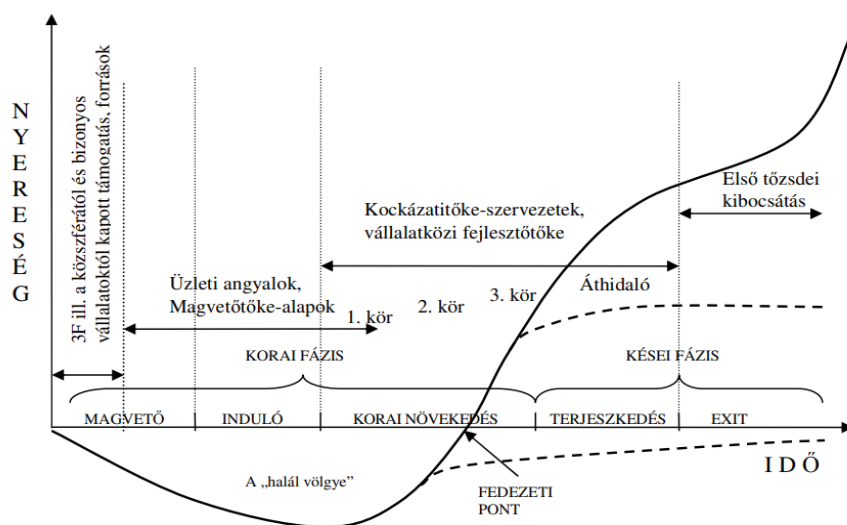 NYERESÉG
3F ill. a közszférától és bizonyos
vállalatoktól kapott támogatás, források
Első tőzsdei
kibocsátás
Kockázatitőke-szervezetek,
vállalatközi fejlesztőtőke
Üzleti angyalok,
Magvetőtőke-alapok
1. kör
2. kör
3. kör
Áthidaló
KORAI FÁZIS
KÉSEI FÁZIS
MAGVETŐ
INDULÓ
KORAI NÖVEKEDÉS
TERJESZKEDÉS
EXIT
I D Ő
A „halál völgye”
FEDEZETI
PONT